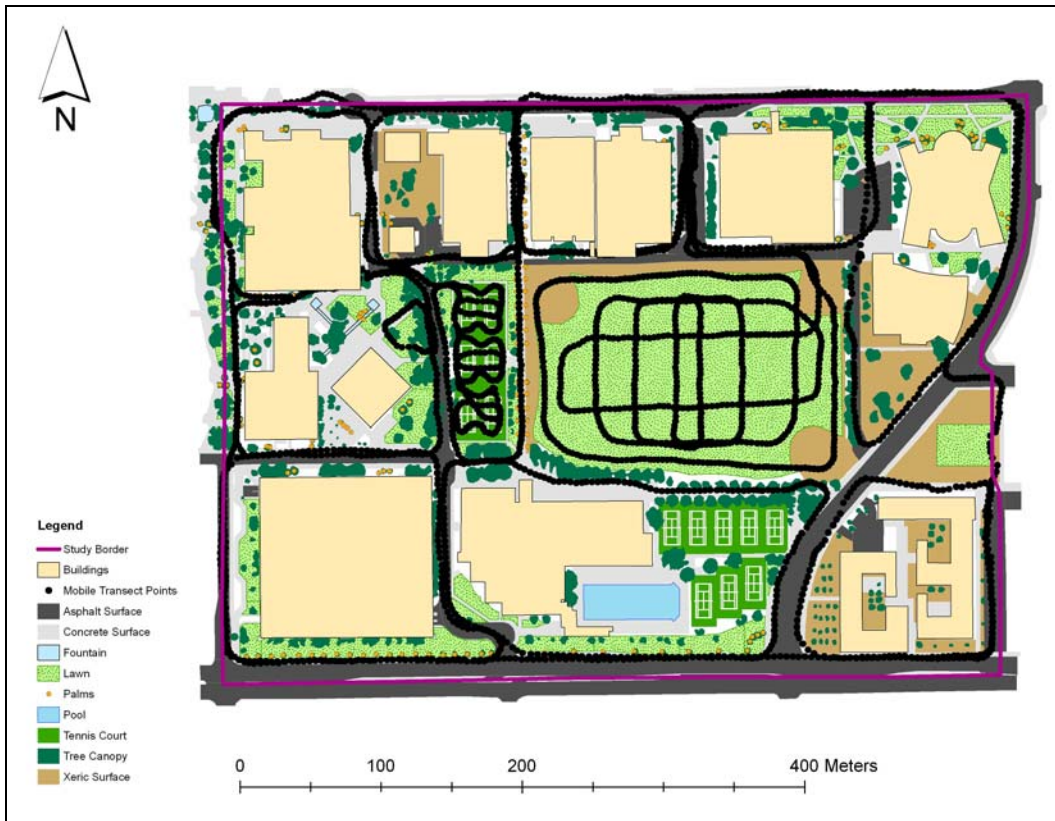 N
Legend
Study Border
Buildings
Mobile Transect Points
Asphalt Surface
Concrete Surface
Fountain
Lawn
Palms
Pool
Tennis Court
Tree Canopy
Xeric Surface
0 100 200 400 Meters